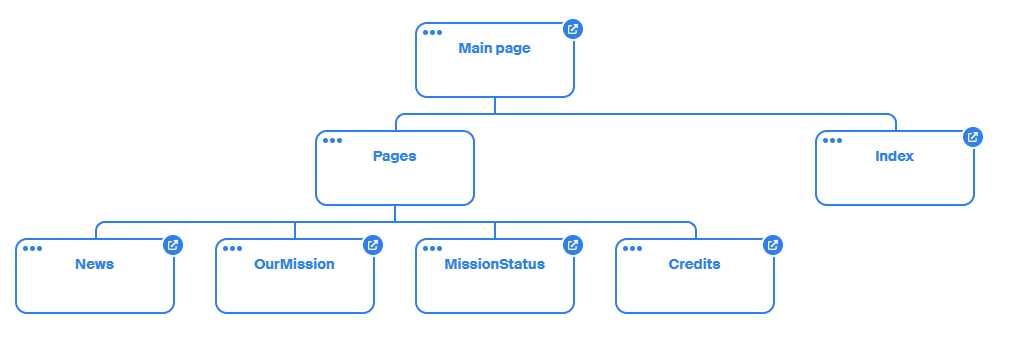 Main page
Pages
Index
News
OurMission
MissionStatus
Credits